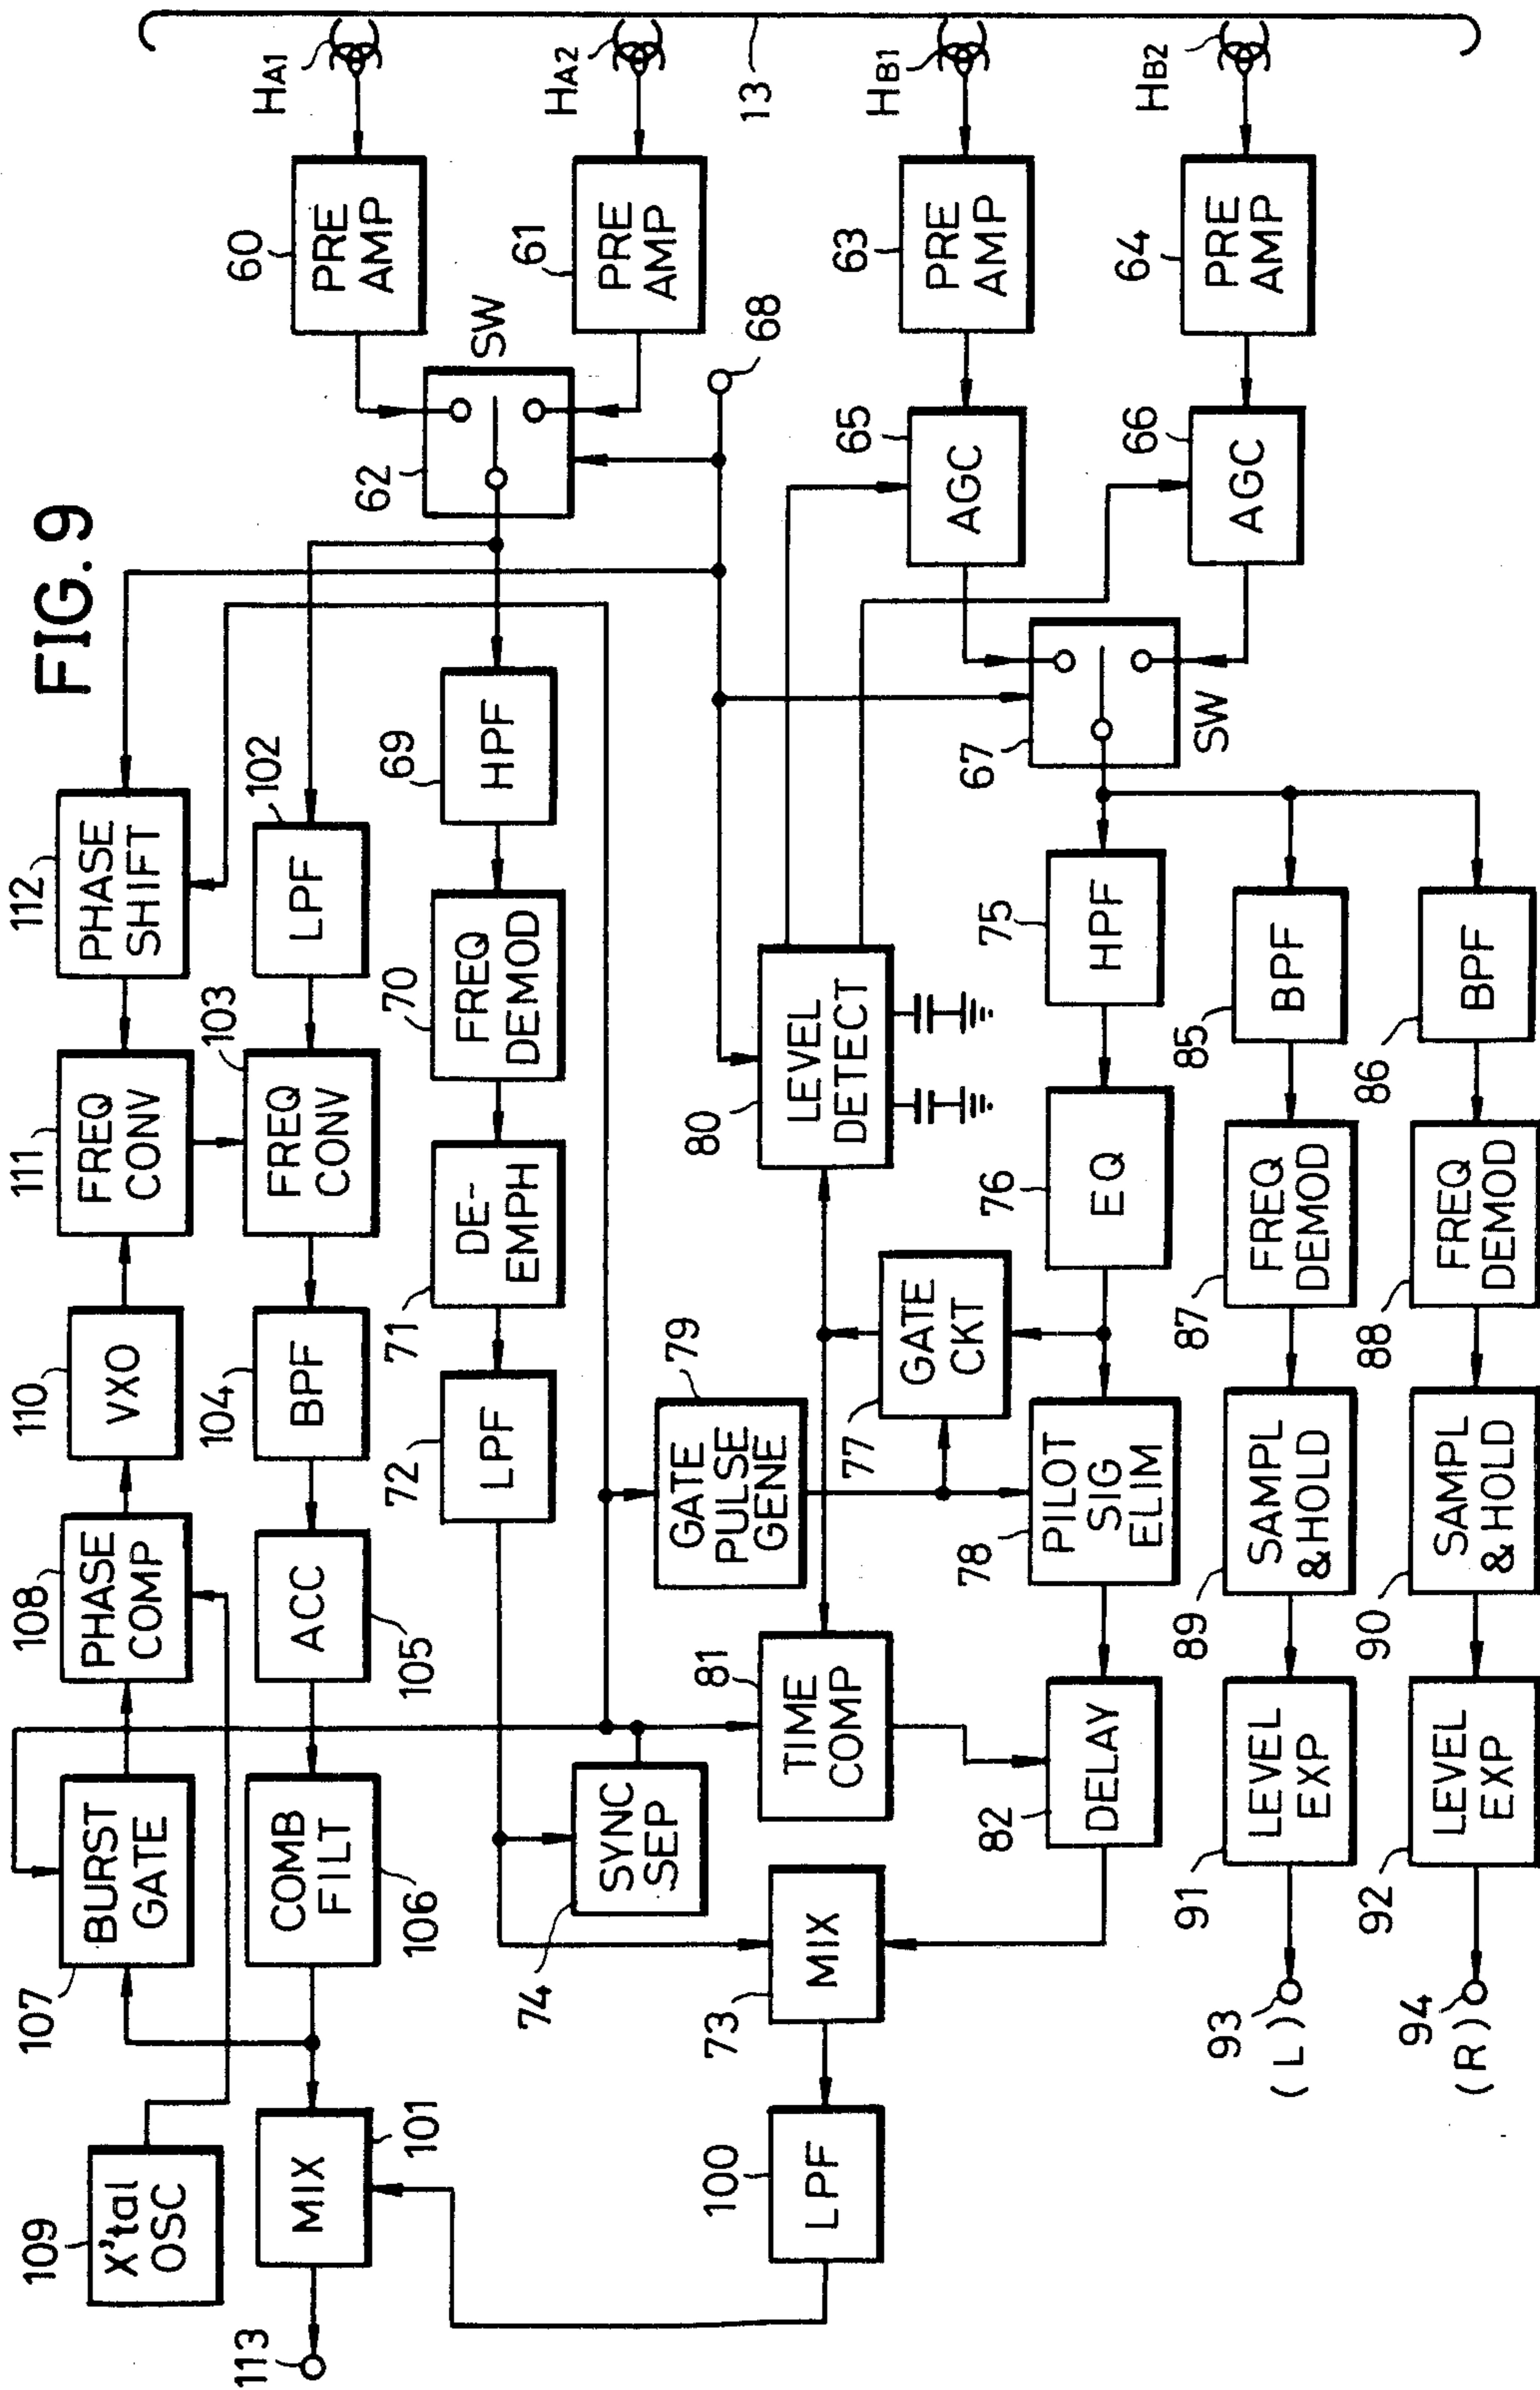 FIG. 9
109
X'tal
OSC
107
BURST
GATE
108
PHASE
COMP
110
VXO
111
FREQ
CONV
112
PHASE
SHIFT
113
MIX
101
COMB
FILT
106
ACC
105
104
BPF
103
FREQ
CONV
102
LPF
72
LPF
71
DE-
EMPH
70
FREQ
DEMOD
69
HPF
62
SW
60
PRE
AMP
HA1
61
PRE
AMP
HA2
74
SYNC
SEP
79
GATE
PULSE
GENE
68
13
100
LPF
73
MIX
81
TIME
COMP
77
GATE
CKT
80
LEVEL
DETECT
65
AGC
63
PRE
AMP
HB1
82
DELAY
78
PILOT
SIG
ELIM
76
EQ
75
HPF
67
SW
66
AGC
64
PRE
AMP
HB2
93
(L)
91
LEVEL
EXP
89
SAMPL
&HOLD
87
FREQ
DEMOD
85
BPF
94
(R)
92
LEVEL
EXP
90
SAMPL
&HOLD
88
FREQ
DEMOD
86
BPF